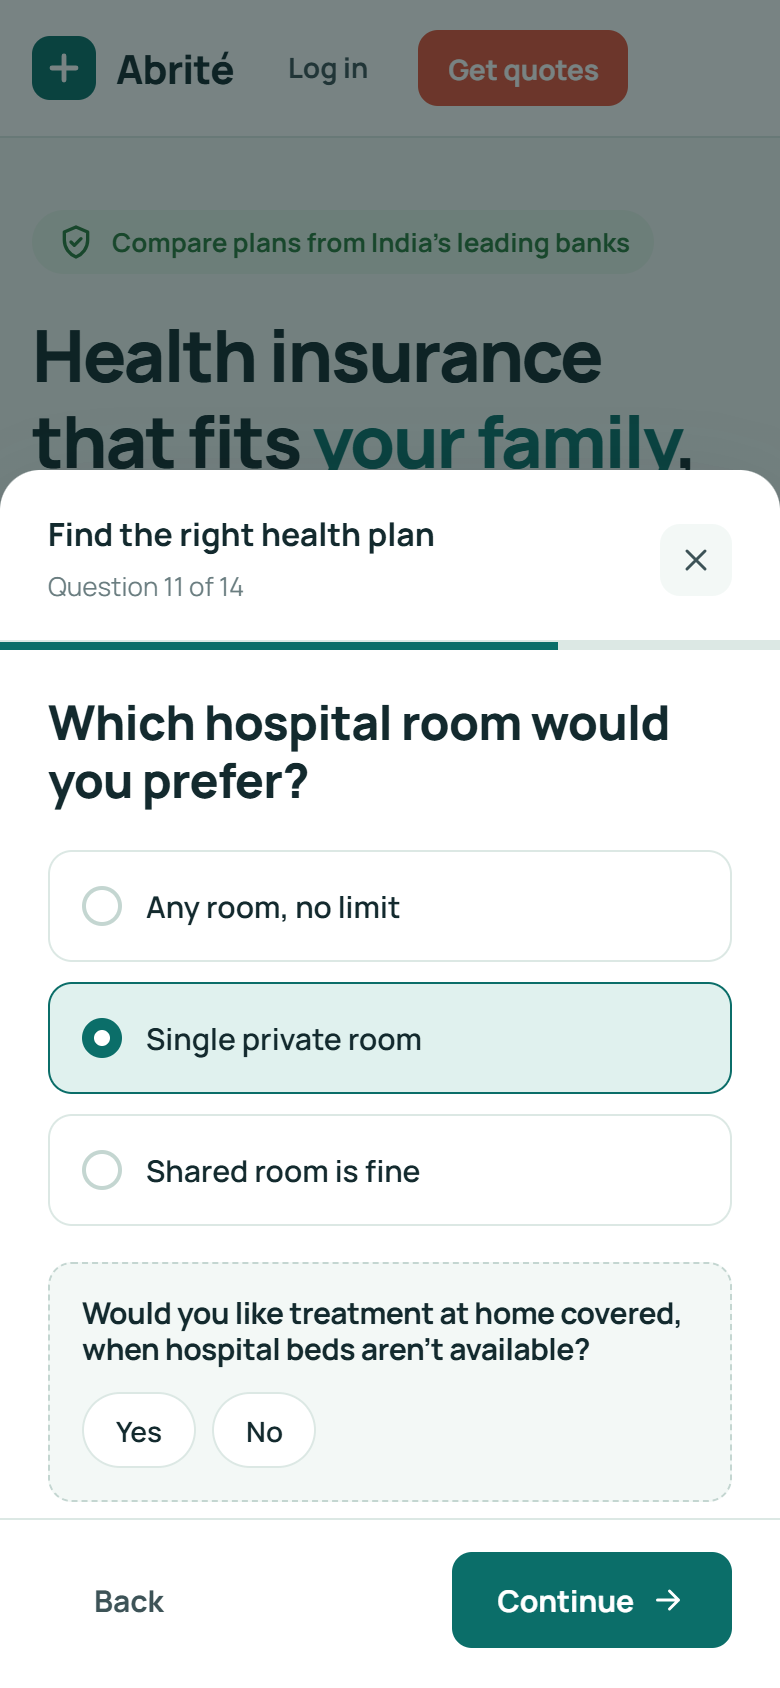 Abrité
Log in
Get quotes
Compare plans from India’s leading banks
Health insurance
that fits your family,
Find the right health plan
Question 11 of 14
Which hospital room would
you prefer?
Any room, no limit
Single private room
Shared room is fine
Would you like treatment at home covered,
when hospital beds aren’t available?
Yes
No
Back
Continue